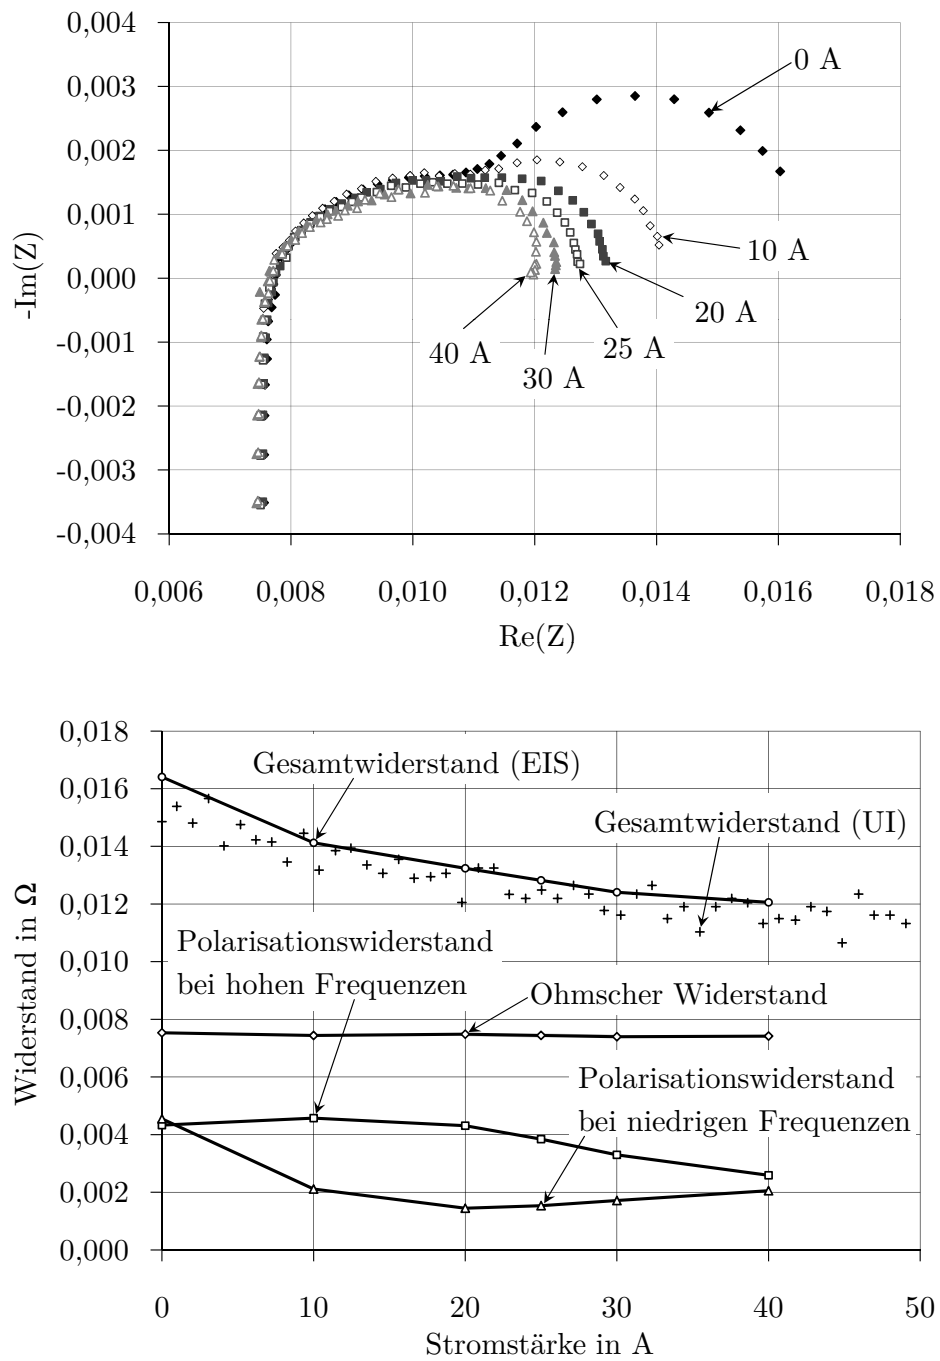 0,004
0,003
0,002
0,001
0,000
-0,001
-0,002
-0,003
-0,004
-Im(Z)
0 A
10 A
20 A
25 A
30 A
40 A
0,006 0,008 0,010 0,012 0,014 0,016 0,018
Re(Z)
0,018
0,016
0,014
0,012
0,010
0,008
0,006
0,004
0,002
0,000
Widerstand in Ω
Gesamtwiderstand (EIS)
Gesamtwiderstand (UI)
Polarisationswiderstand
bei hohen Frequenzen
Ohmscher Widerstand
Polarisationswiderstand
bei niedrigen Frequenzen
0 10 20 30 40 50
Stromstärke in A